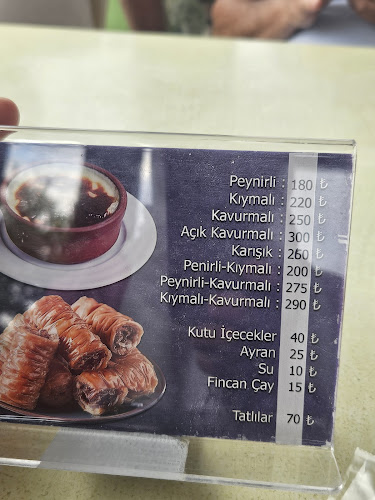 Peynirli : 180 ₺
Kıymalı : 220 ₺
Kavurmalı : 250 ₺
Açık Kavurmalı : 300 ₺
Karışık : 260 ₺
Penirli-Kıymalı : 200 ₺
Peynirli-Kavurmalı : 275 ₺
Kıymalı-Kavurmalı : 290 ₺
Kutu İçecekler 40 ₺
Ayran 25 ₺
Su 10 ₺
Fincan Çay 15 ₺
Tatlılar 70 ₺